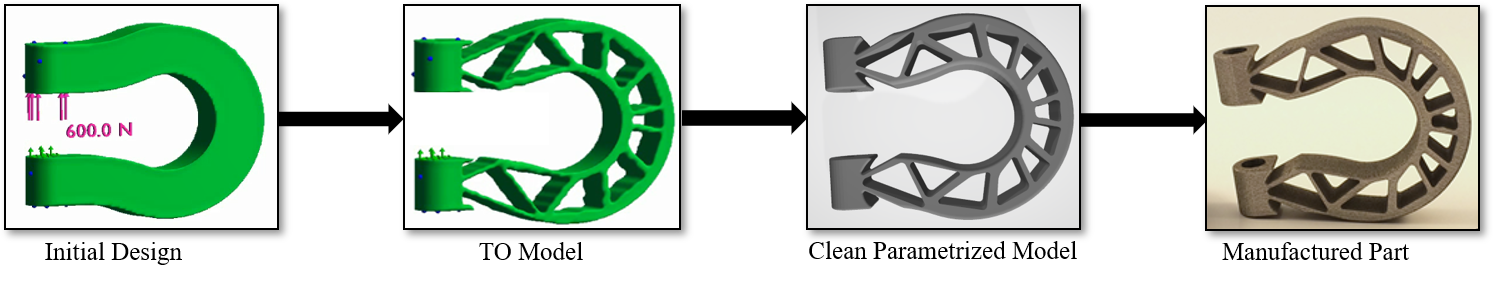 600.0 N
Initial Design
TO Model
Clean Parametrized Model
Manufactured Part